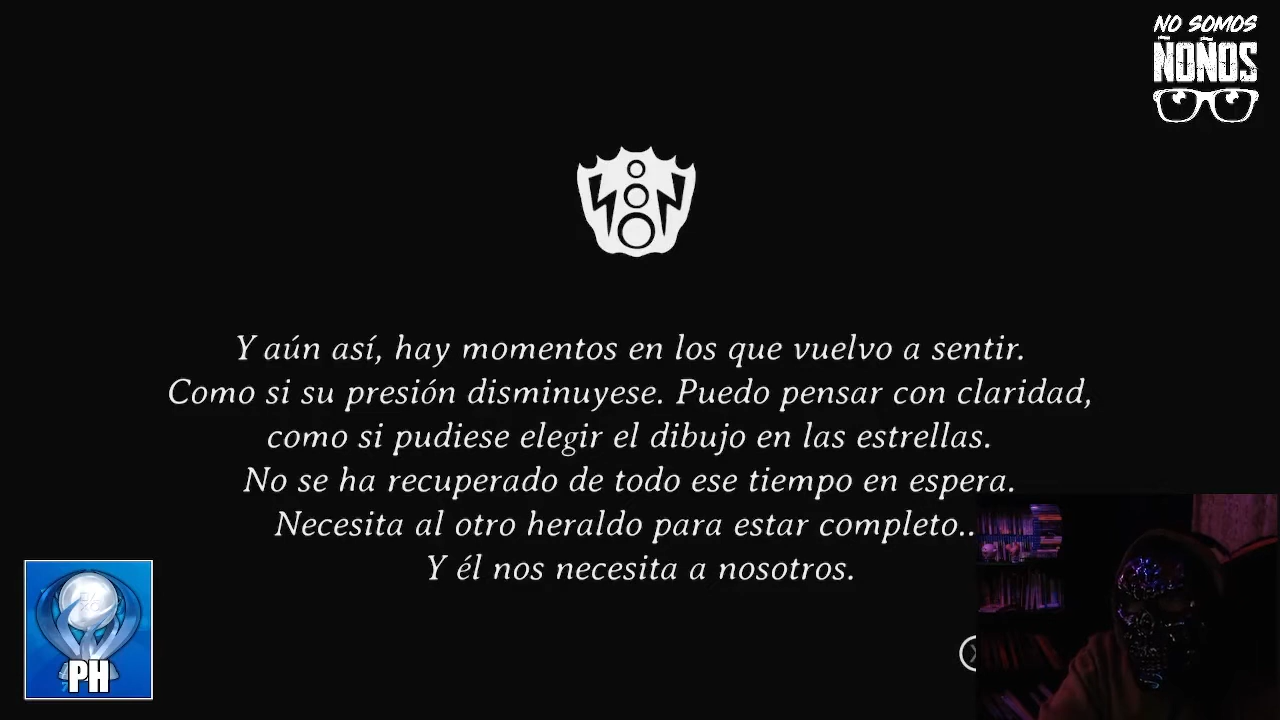 NO SOMOS
ÑOÑOS
Y aún así, hay momentos en los que vuelvo a sentir.
Como si su presión disminuyese. Puedo pensar con claridad,
como si pudiese elegir el dibujo en las estrellas.
No se ha recuperado de todo ese tiempo en espera.
Necesita al otro heraldo para estar completo..
Y él nos necesita a nosotros.
PH